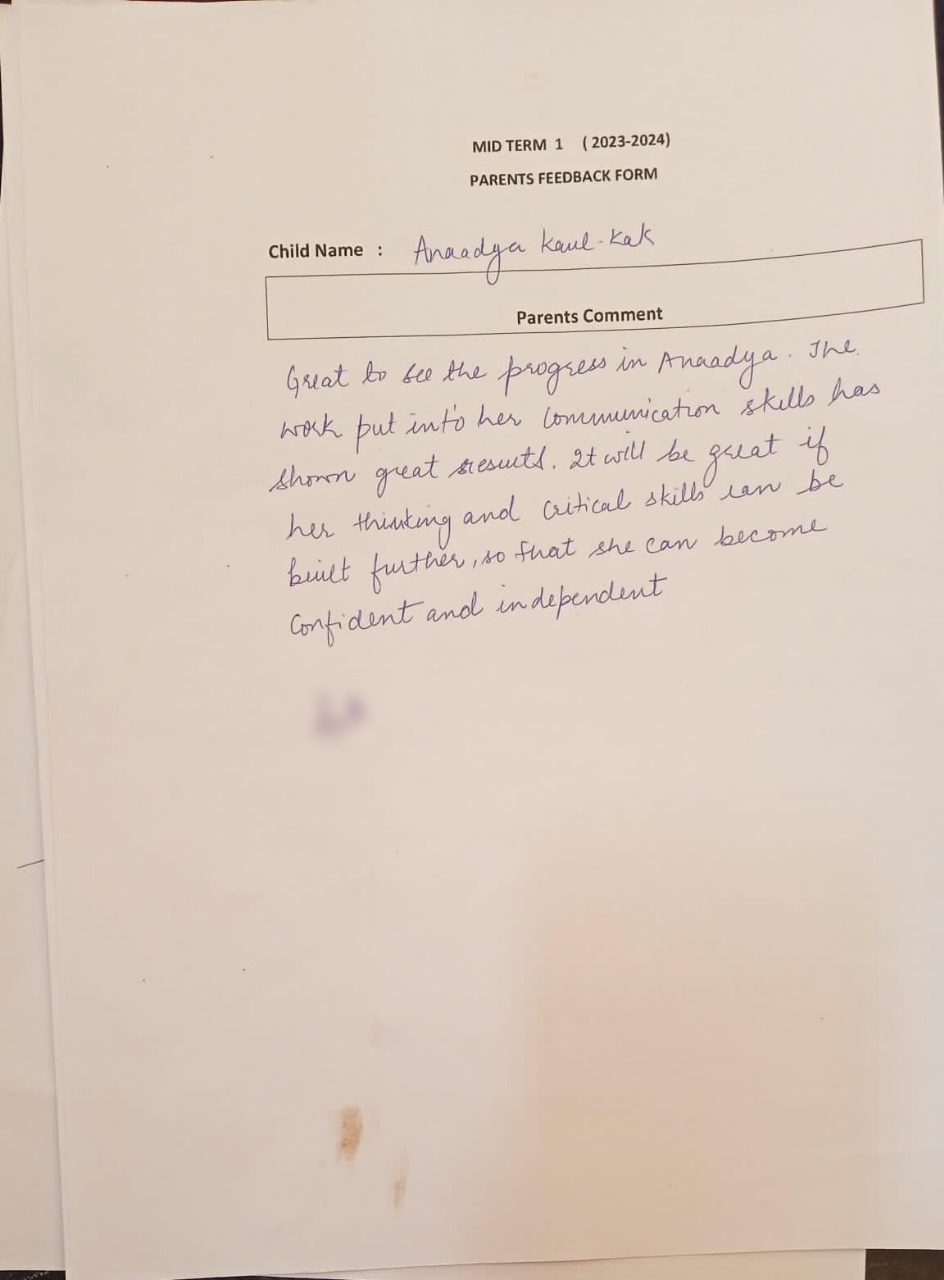 MID TERM 1 ( 2023-2024)
PARENTS FEEDBACK FORM
Child Name : Anaadya Kaul-Kak
Parents Comment
Great to see the progress in Anaadya. The
work put into her communication skills has
shown great results. It will be great if
her thinking and critical skills can be
built further, so that she can become
confident and independent